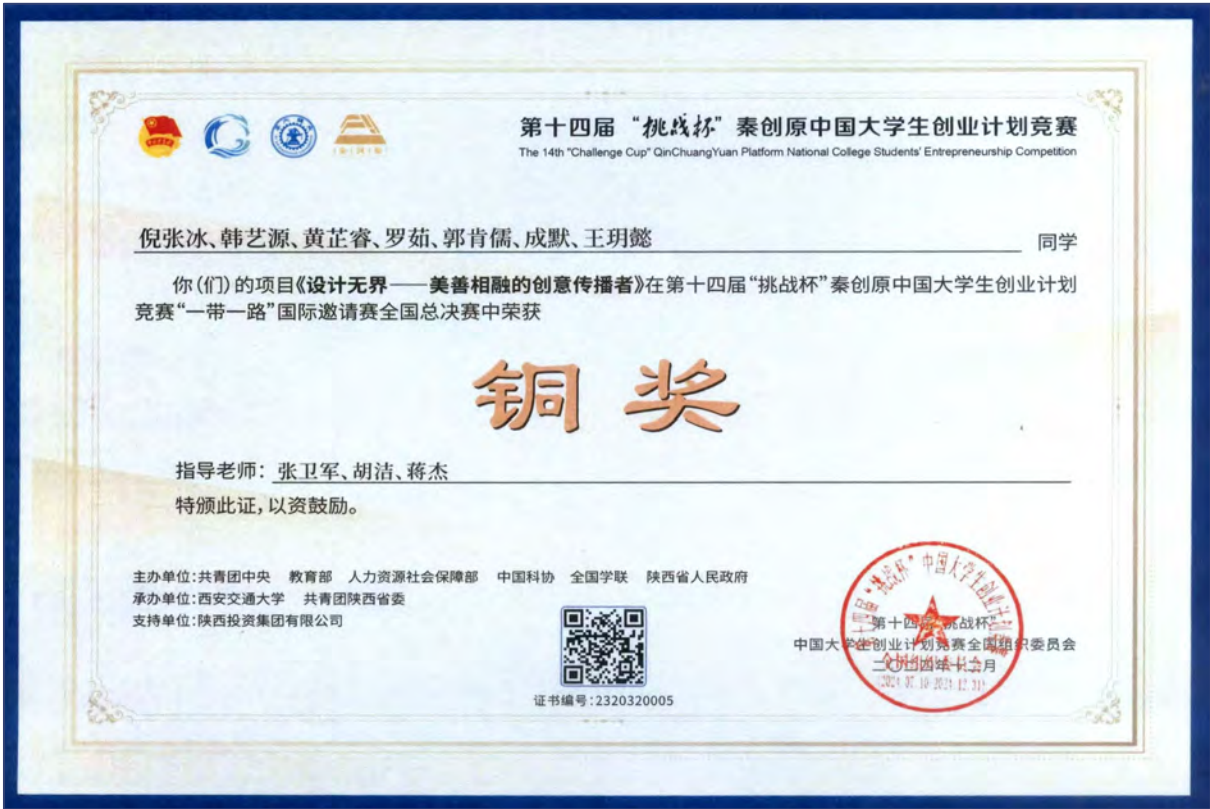 第十四届“挑战杯”秦创原中国大学生创业计划竞赛
The 14th "Challenge Cup" QinChuangYuan Platform National College Students' Entrepreneurship Competition
倪张冰、韩艺源、黄芷睿、罗茹、郭肯儒、成默、王玥懿 同学
你(们)的项目《设计无界——美善相融的创意传播者》在第十四届“挑战杯”秦创原中国大学生创业计划
竞赛“一带一路”国际邀请赛全国总决赛中荣获
铜奖
指导老师：张卫军、胡洁、蒋杰
特颁此证，以资鼓励。
主办单位：共青团中央 教育部 人力资源社会保障部 中国科协 全国学联 陕西省人民政府
承办单位：西安交通大学 共青团陕西省委
支持单位：陕西投资集团有限公司
证书编号：2320320005
第十四届“挑战杯”
中国大学生创业计划竞赛全国组织委员会
二〇二四年十二月